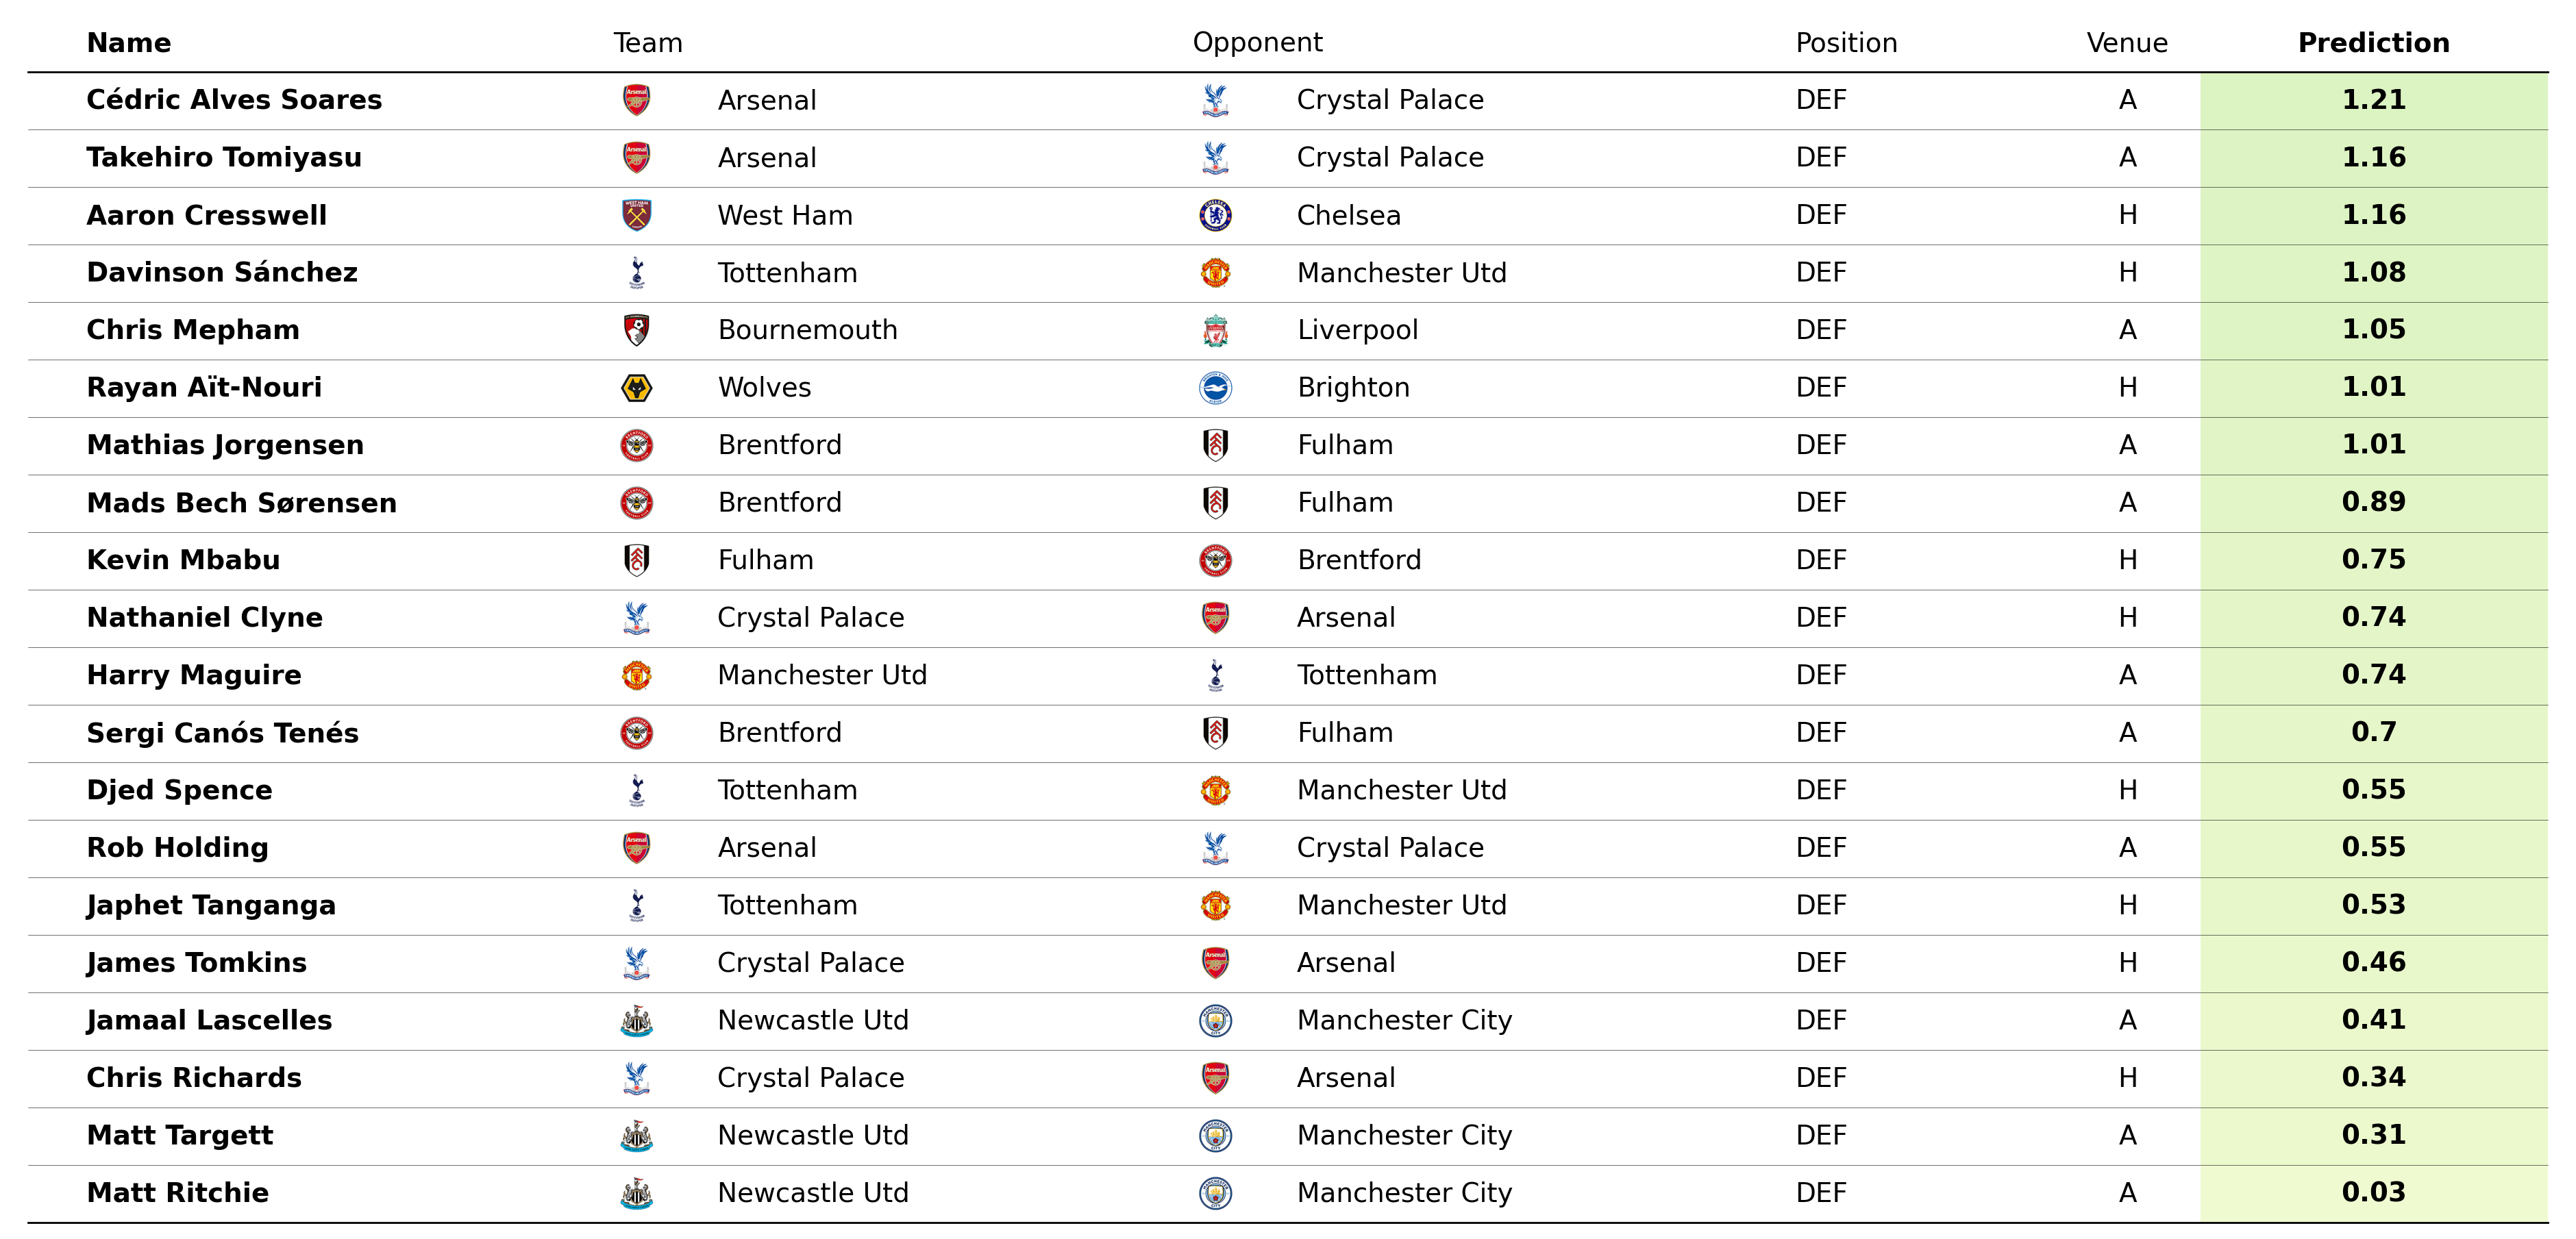 Name Team Opponent Position Venue Prediction
Cédric Alves Soares Arsenal Crystal Palace DEF A 1.21
Takehiro Tomiyasu Arsenal Crystal Palace DEF A 1.16
Aaron Cresswell West Ham Chelsea DEF H 1.16
Davinson Sánchez Tottenham Manchester Utd DEF H 1.08
Chris Mepham Bournemouth Liverpool DEF A 1.05
Rayan Aït-Nouri Wolves Brighton DEF H 1.01
Mathias Jorgensen Brentford Fulham DEF A 1.01
Mads Bech Sørensen Brentford Fulham DEF A 0.89
Kevin Mbabu Fulham Brentford DEF H 0.75
Nathaniel Clyne Crystal Palace Arsenal DEF H 0.74
Harry Maguire Manchester Utd Tottenham DEF A 0.74
Sergi Canós Tenés Brentford Fulham DEF A 0.7
Djed Spence Tottenham Manchester Utd DEF H 0.55
Rob Holding Arsenal Crystal Palace DEF A 0.55
Japhet Tanganga Tottenham Manchester Utd DEF H 0.53
James Tomkins Crystal Palace Arsenal DEF H 0.46
Jamaal Lascelles Newcastle Utd Manchester City DEF A 0.41
Chris Richards Crystal Palace Arsenal DEF H 0.34
Matt Targett Newcastle Utd Manchester City DEF A 0.31
Matt Ritchie Newcastle Utd Manchester City DEF A 0.03